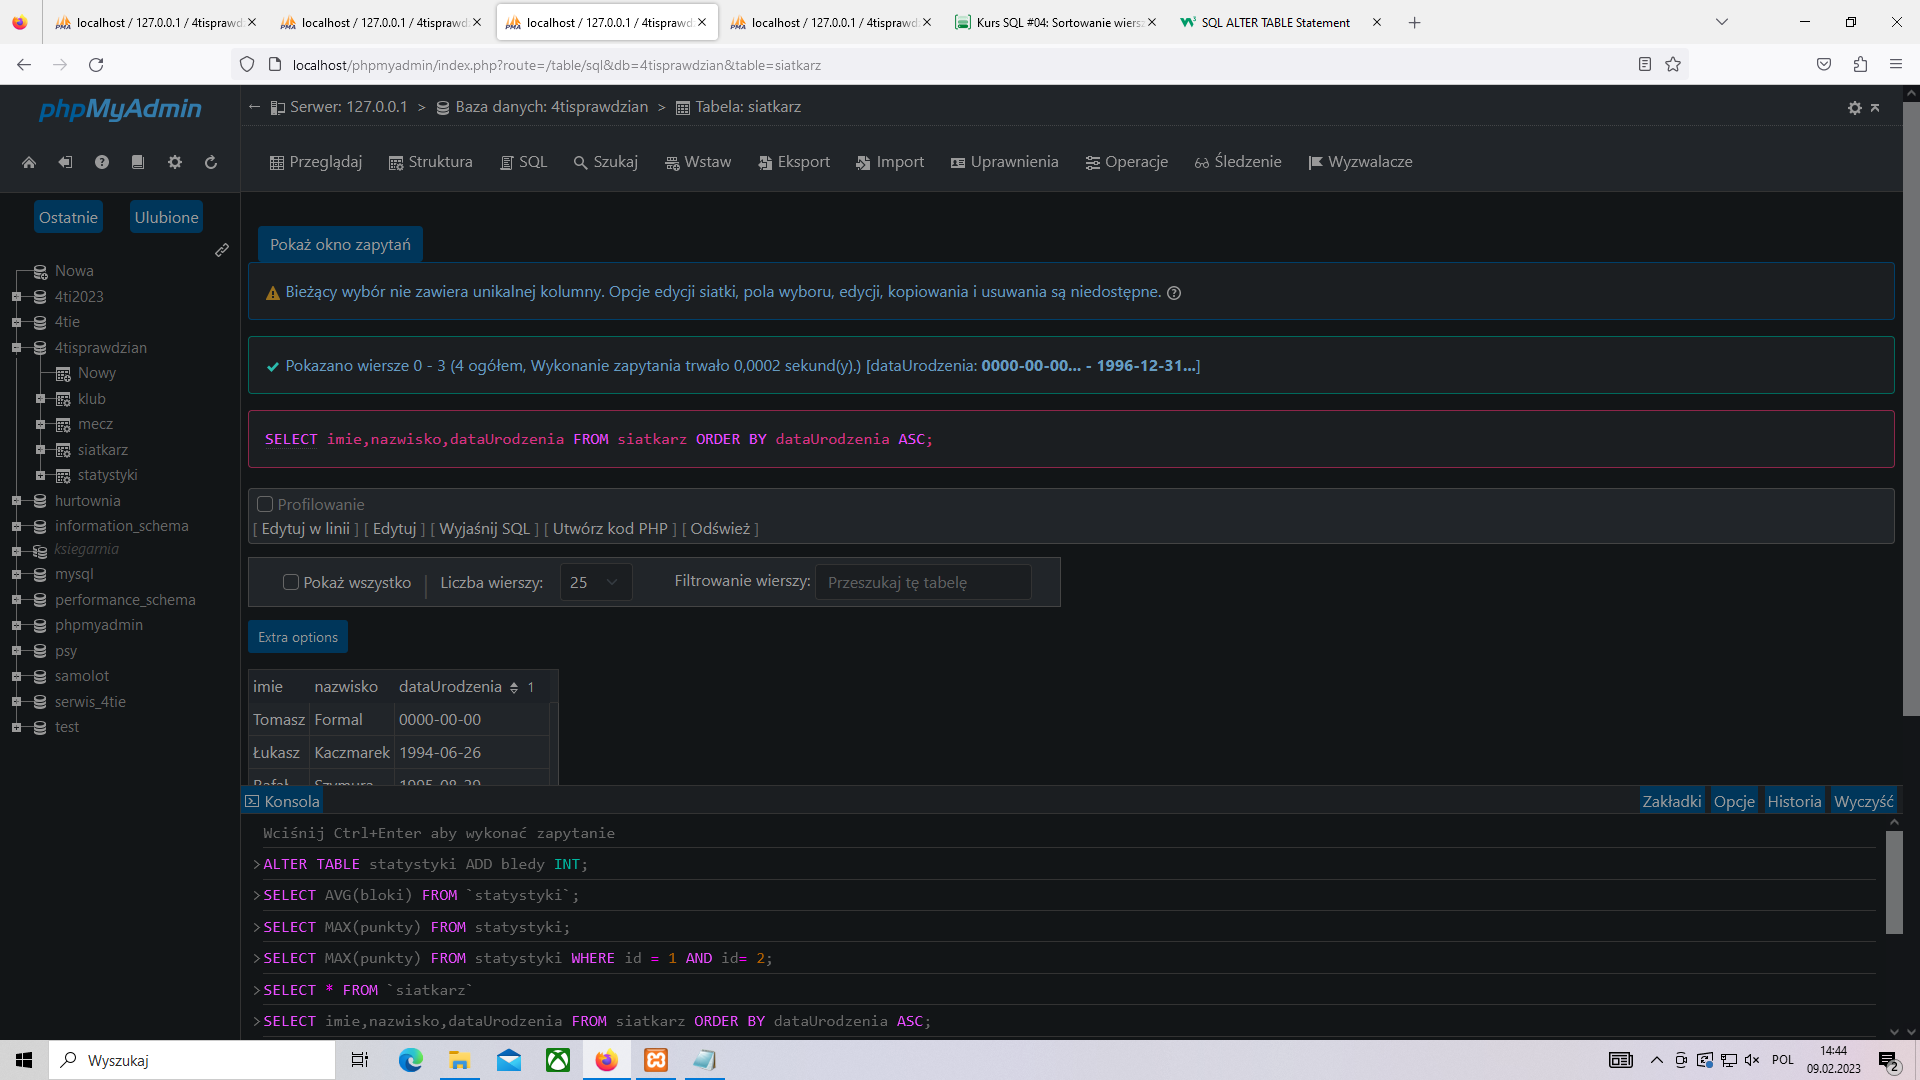 localhost / 127.0.0.1 / 4tisprawd
localhost / 127.0.0.1 / 4tisprawd
localhost / 127.0.0.1 / 4tisprawd
localhost / 127.0.0.1 / 4tisprawd
Kurs SQL #04: Sortowanie wiersz
SQL ALTER TABLE Statement
localhost/phpmyadmin/index.php?route=/table/sql&db=4tisprawdzian&table=siatkarz
phpMyAdmin
Ostatnie Ulubione
Nowa
4ti2023
4tie
4tisprawdzian
Nowy
klub
mecz
siatkarz
statystyki
hurtownia
information_schema
ksiegarnia
mysql
performance_schema
phpmyadmin
psy
samolot
serwis_4tie
test
Serwer: 127.0.0.1 > Baza danych: 4tisprawdzian > Tabela: siatkarz
Przeglądaj Struktura SQL Szukaj Wstaw Eksport Import Uprawnienia Operacje Śledzenie Wyzwalacze
Pokaż okno zapytań
Bieżący wybór nie zawiera unikalnej kolumny. Opcje edycji siatki, pola wyboru, edycji, kopiowania i usuwania są niedostępne.
Pokazano wiersze 0 - 3 (4 ogółem, Wykonanie zapytania trwało 0,0002 sekund(y).) [dataUrodzenia: 0000-00-00... - 1996-12-31...]
SELECT imie,nazwisko,dataUrodzenia FROM siatkarz ORDER BY dataUrodzenia ASC;
Profilowanie
[ Edytuj w linii ] [ Edytuj ] [ Wyjaśnij SQL ] [ Utwórz kod PHP ] [ Odśwież ]
Pokaż wszystko | Liczba wierszy: 25 Filtrowanie wierszy: Przeszukaj tę tabelę
Extra options
imie nazwisko dataUrodzenia 1
Tomasz Formal 0000-00-00
Łukasz Kaczmarek 1994-06-26
Rafał Szymura 1995-08-29
Konsola Zakładki Opcje Historia Wyczyść
Wciśnij Ctrl+Enter aby wykonać zapytanie
>ALTER TABLE statystyki ADD bledy INT;
>SELECT AVG(bloki) FROM `statystyki`;
>SELECT MAX(punkty) FROM statystyki;
>SELECT MAX(punkty) FROM statystyki WHERE id = 1 AND id= 2;
>SELECT * FROM `siatkarz`
>SELECT imie,nazwisko,dataUrodzenia FROM siatkarz ORDER BY dataUrodzenia ASC;
Wyszukaj
POL
14:44
09.02.2023
2